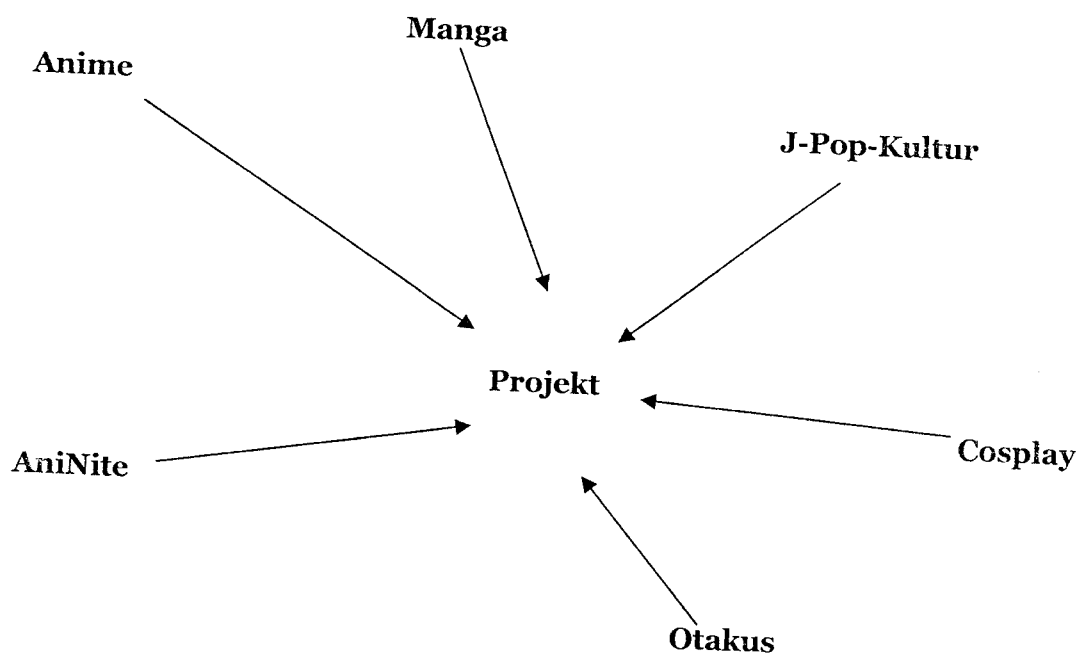 Manga
Anime
J-Pop-Kultur
Projekt
AniNite
Cosplay
Otakus